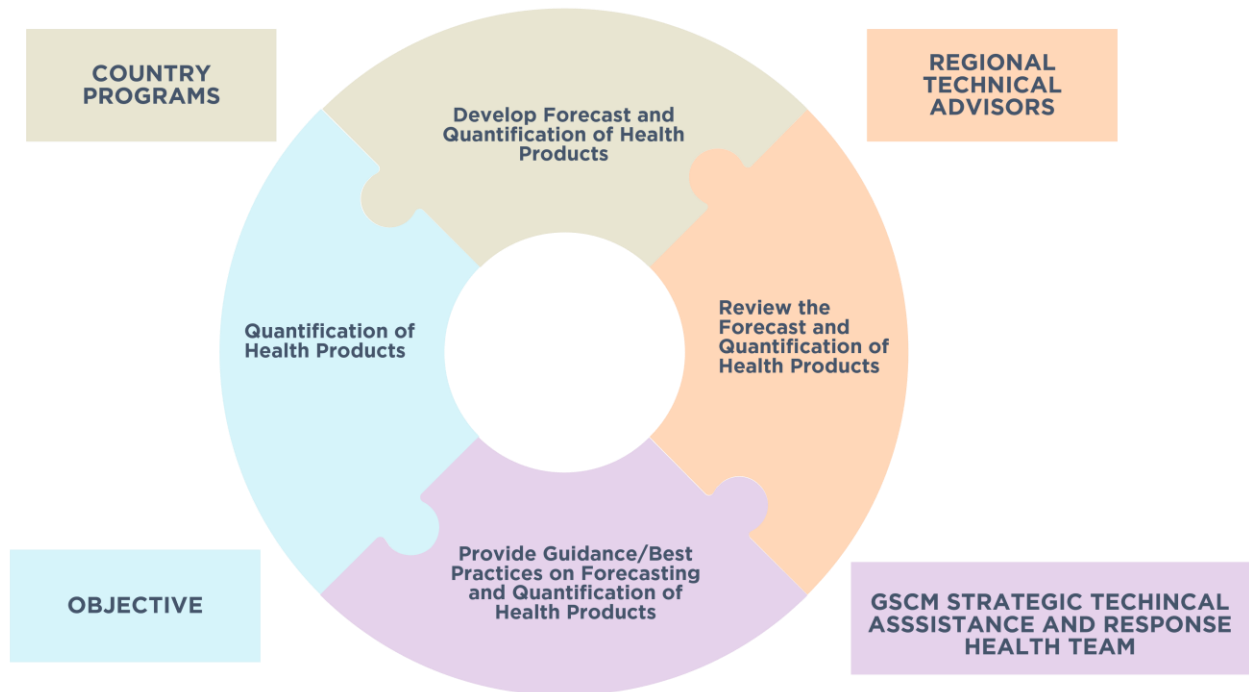 COUNTRY
PROGRAMS
REGIONAL
TECHNICAL
ADVISORS
Develop Forecast and
Quantification of Health
Products
Quantification of
Health Products
Review the
Forecast and
Quantification of
Health Products
Provide Guidance/Best
Practices on Forecasting
and Quantification of
Health Products
OBJECTIVE
GSCM STRATEGIC TECHINCAL
ASSSISTANCE AND RESPONSE
HEALTH TEAM